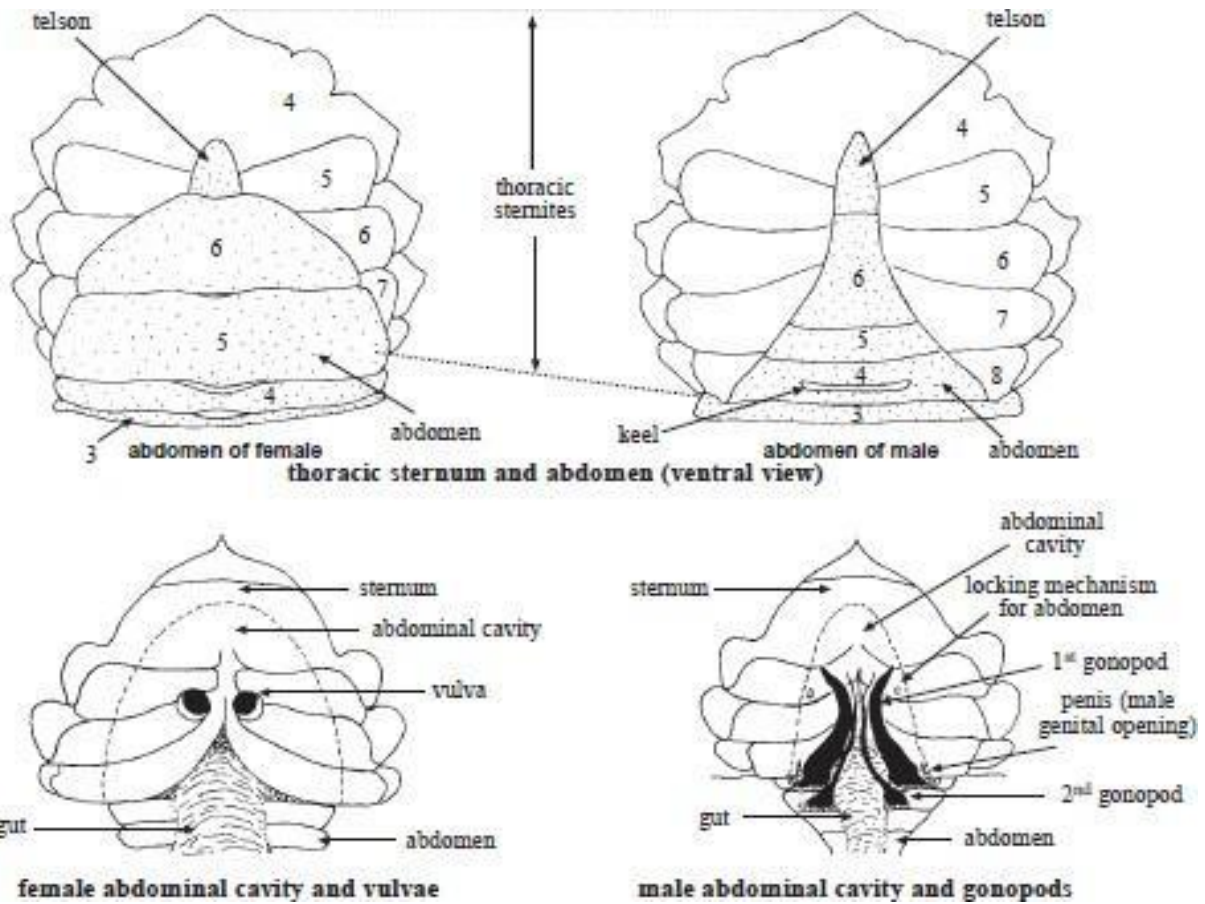 telson
4
5
6
6
7
5
4
3
abdomen
abdomen of female
thoracic
sternites
telson
4
5
6
6
7
5
4
8
keel
3
abdomen
abdomen of male
thoracic sternum and abdomen (ventral view)
sternum
abdominal cavity
vulva
gut
abdomen
female abdominal cavity and vulvae
abdominal
cavity
sternum
locking mechanism
for abdomen
1st gonopod
penis (male
genital opening)
2nd gonopod
gut
abdomen
male abdominal cavity and gonopods